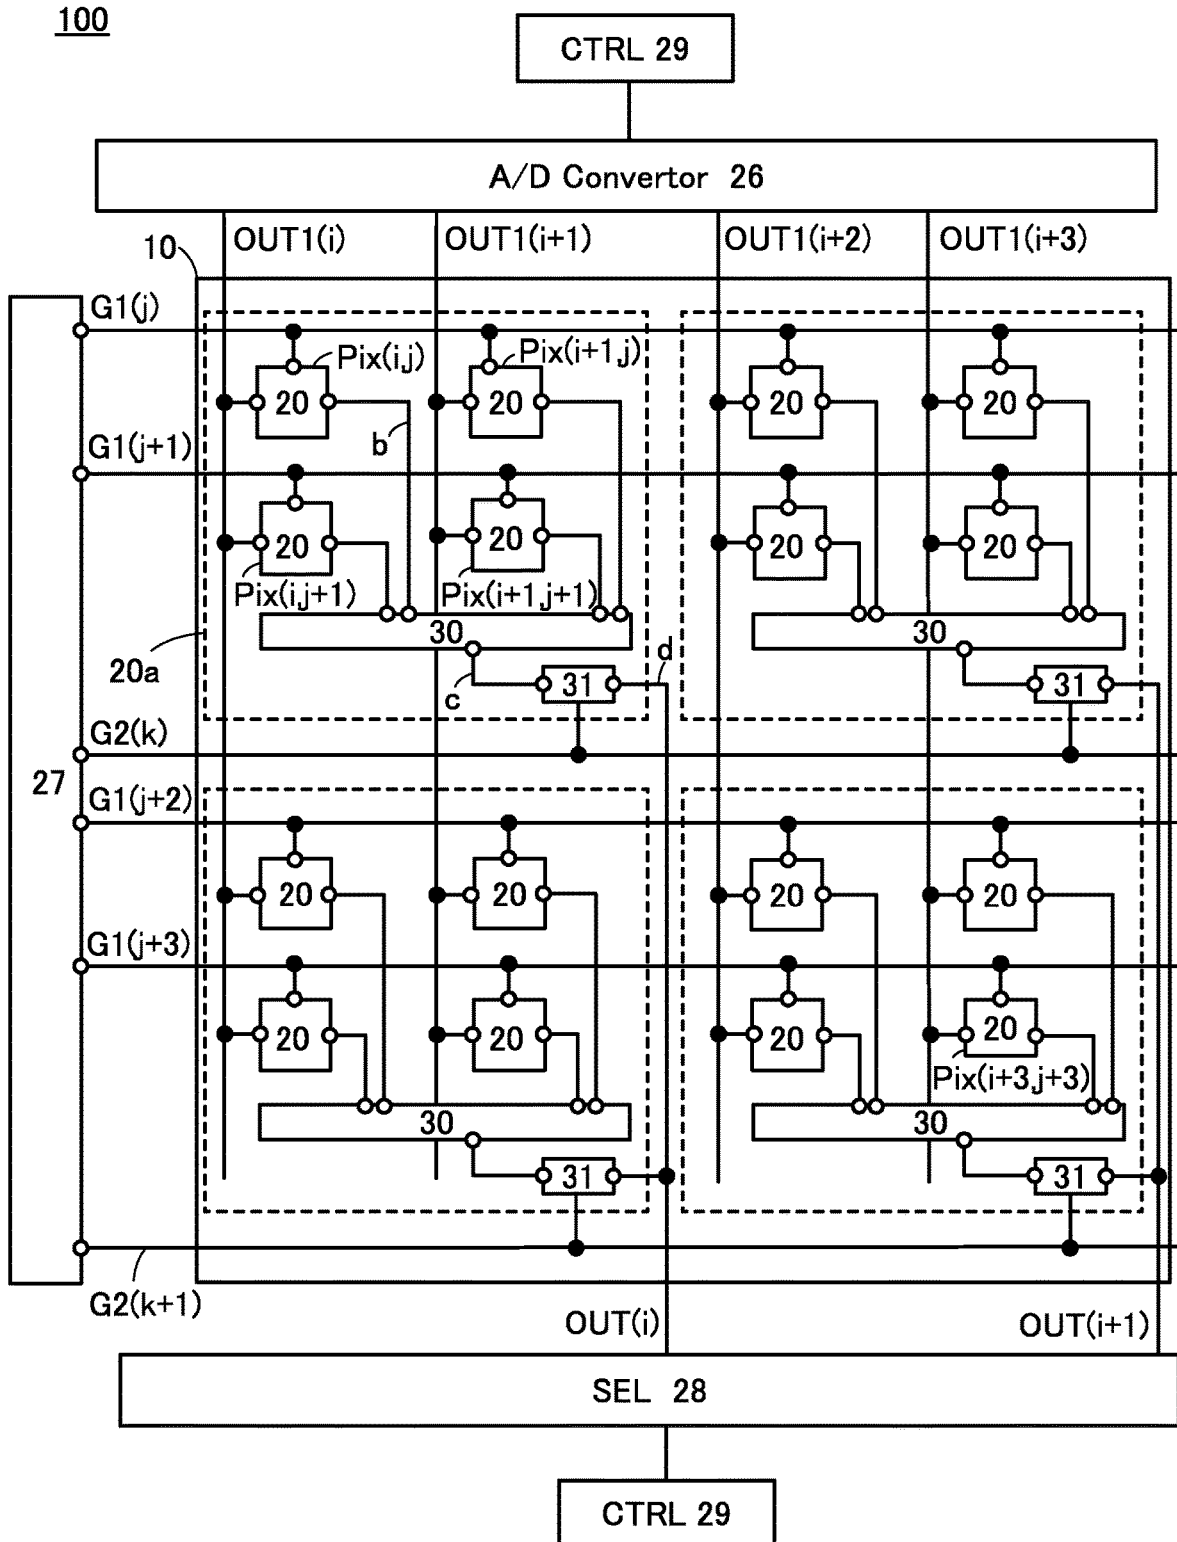 100
CTRL 29
A/D Convertor 26
OUT1(i) OUT1(i+1) OUT1(i+2) OUT1(i+3)
10
G1(j)
Pix(i,j) Pix(i+1,j)
20 20 20 20
b
G1(j+1)
20 20 20 20
Pix(i,j+1) Pix(i+1,j+1)
30 30
20a
c 31 d 31
G2(k)
27
G1(j+2)
20 20 20 20
G1(j+3)
20 20 20 20
Pix(i+3,j+3)
30 30
31 31
G2(k+1)
OUT(i) OUT(i+1)
SEL 28
CTRL 29